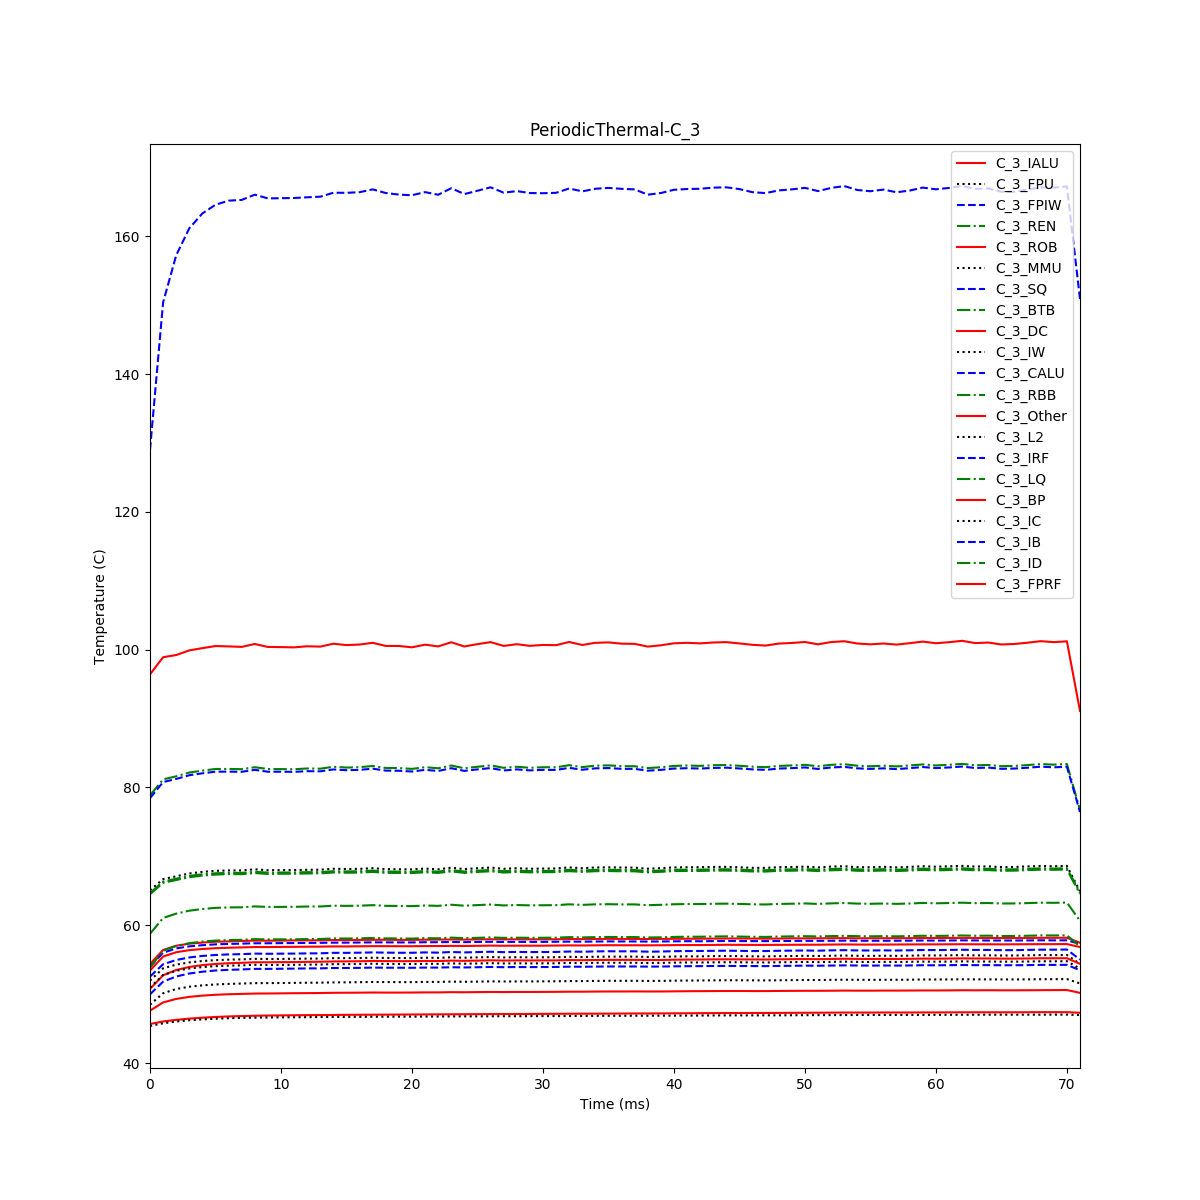 PeriodicThermal-C_3
C_3_IALU
C_3_FPU
C_3_FPIW
C_3_REN
C_3_ROB
C_3_MMU
C_3_SQ
C_3_BTB
C_3_DC
C_3_IW
C_3_CALU
C_3_RBB
C_3_Other
C_3_L2
C_3_IRF
C_3_LQ
C_3_BP
C_3_IC
C_3_IB
C_3_ID
C_3_FPRF
Temperature (C)
160
140
120
100
80
60
40
0 10 20 30 40 50 60 70
Time (ms)